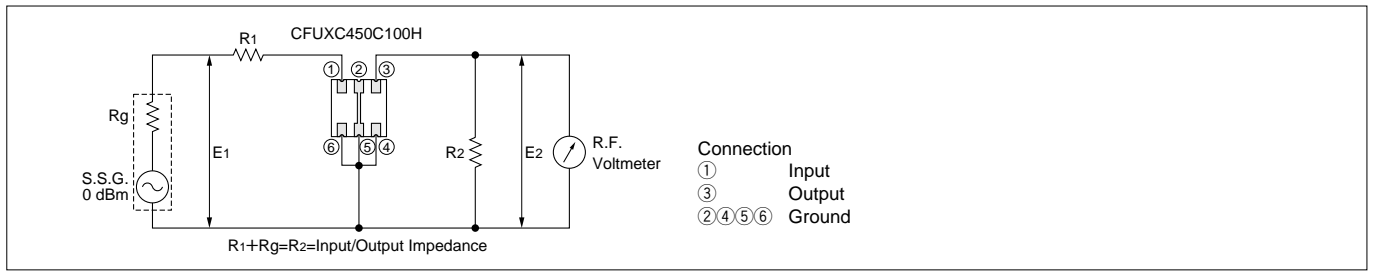 R1
CFUXC450C100H
① ② ③
Rg
E1
⑥ ⑤ ④
R2
E2
R.F.
Voltmeter
S.S.G.
0 dBm
R1+Rg=R2=Input/Output Impedance
Connection
① Input
③ Output
②④⑤⑥ Ground